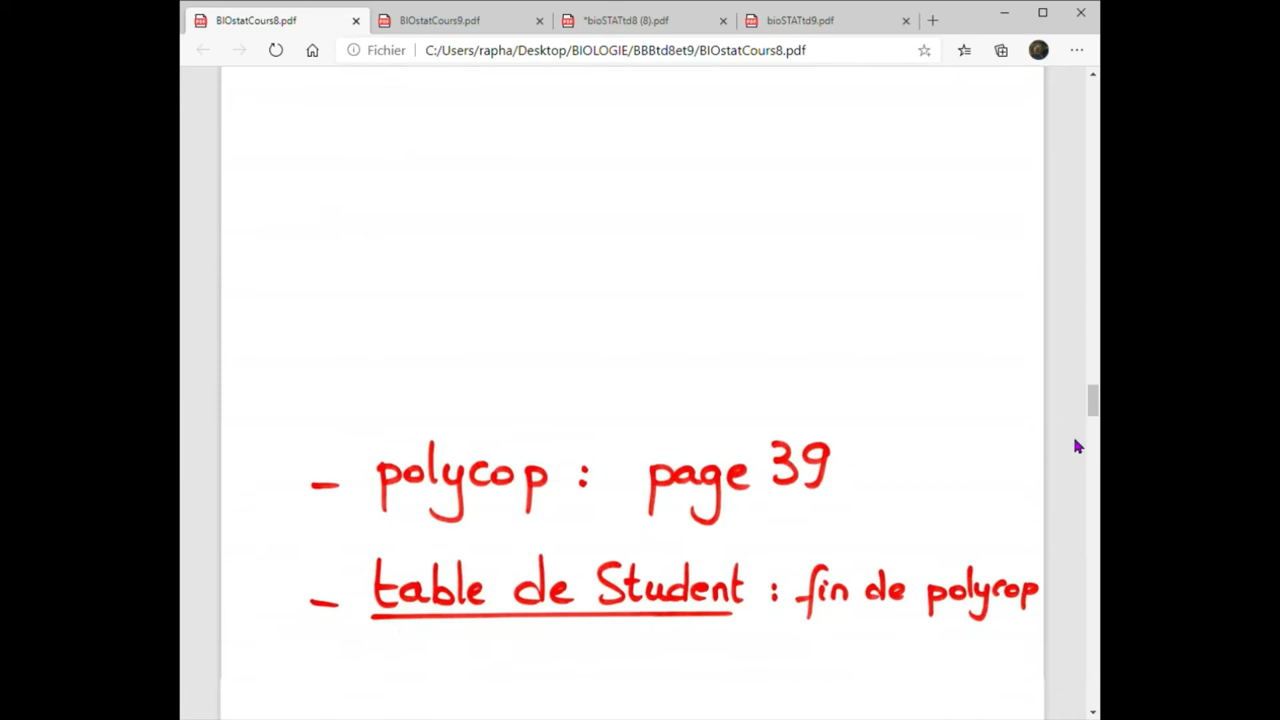 BIOstatCours8.pdf
BIOstatCours9.pdf
*bioSTATtd8 (8).pdf
bioSTATtd9.pdf
Fichier
C:/Users/rapha/Desktop/BIOLOGIE/BBBtd8et9/BIOstatCours8.pdf
- polycop : page 39
- table de Student : fin de polycop